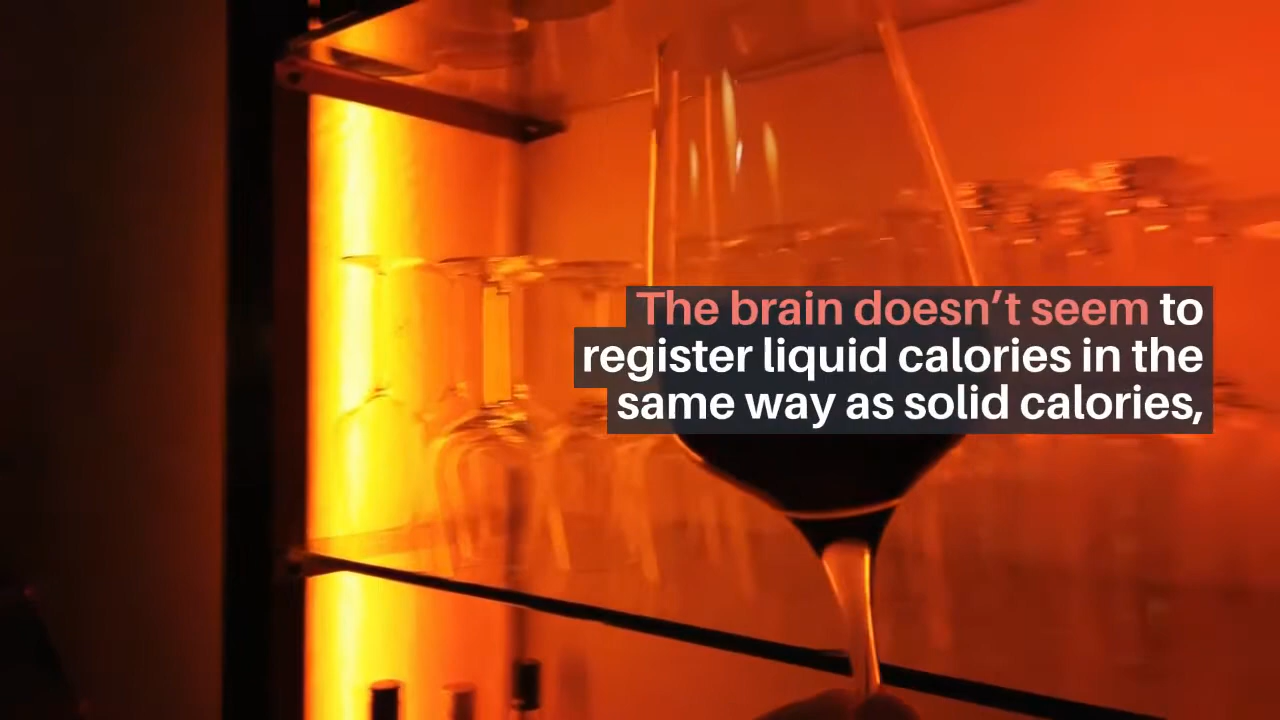 The brain doesn’t seem to
register liquid calories in the
same way as solid calories,